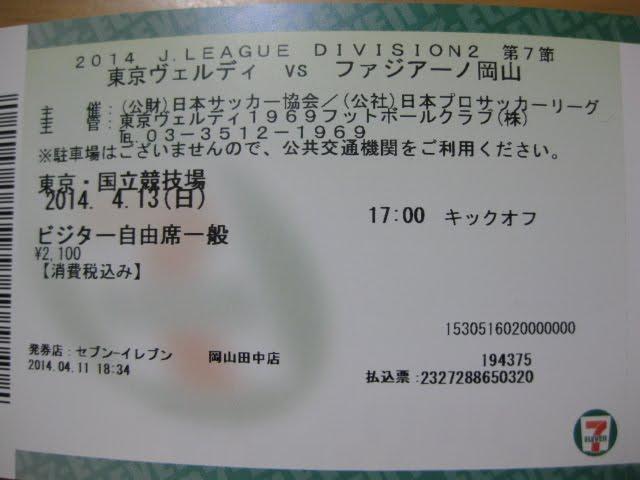 2014 J.LEAGUE DIVISION2 第7節
東京ヴェルディ vs ファジアーノ岡山
主 催：(公財)日本サッカー協会／(公社)日本プロサッカーリーグ
主 管：東京ヴェルディ1969フットボールクラブ(株)
℡ 03-3512-1969
※駐車場はございませんので、公共交通機関をご利用ください。
東京・国立競技場
2014. 4.13(日) 17:00 キックオフ
ビジター自由席一般
¥2,100
【消費税込み】
1530516020000000
発券店：セブン-イレブン 岡山田中店 194375
2014.04.11 18:34 払込票：2327288650320
7 ELEVEN